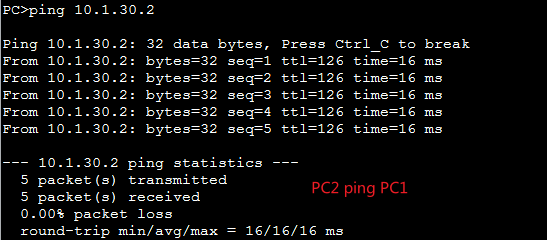 PC>ping 10.1.30.2
Ping 10.1.30.2: 32 data bytes, Press Ctrl_C to break
From 10.1.30.2: bytes=32 seq=1 ttl=126 time=16 ms
From 10.1.30.2: bytes=32 seq=2 ttl=126 time=16 ms
From 10.1.30.2: bytes=32 seq=3 ttl=126 time=16 ms
From 10.1.30.2: bytes=32 seq=4 ttl=126 time=16 ms
From 10.1.30.2: bytes=32 seq=5 ttl=126 time=16 ms
--- 10.1.30.2 ping statistics ---
5 packet(s) transmitted
5 packet(s) received
PC2 ping PC1
0.00% packet loss
round-trip min/avg/max = 16/16/16 ms